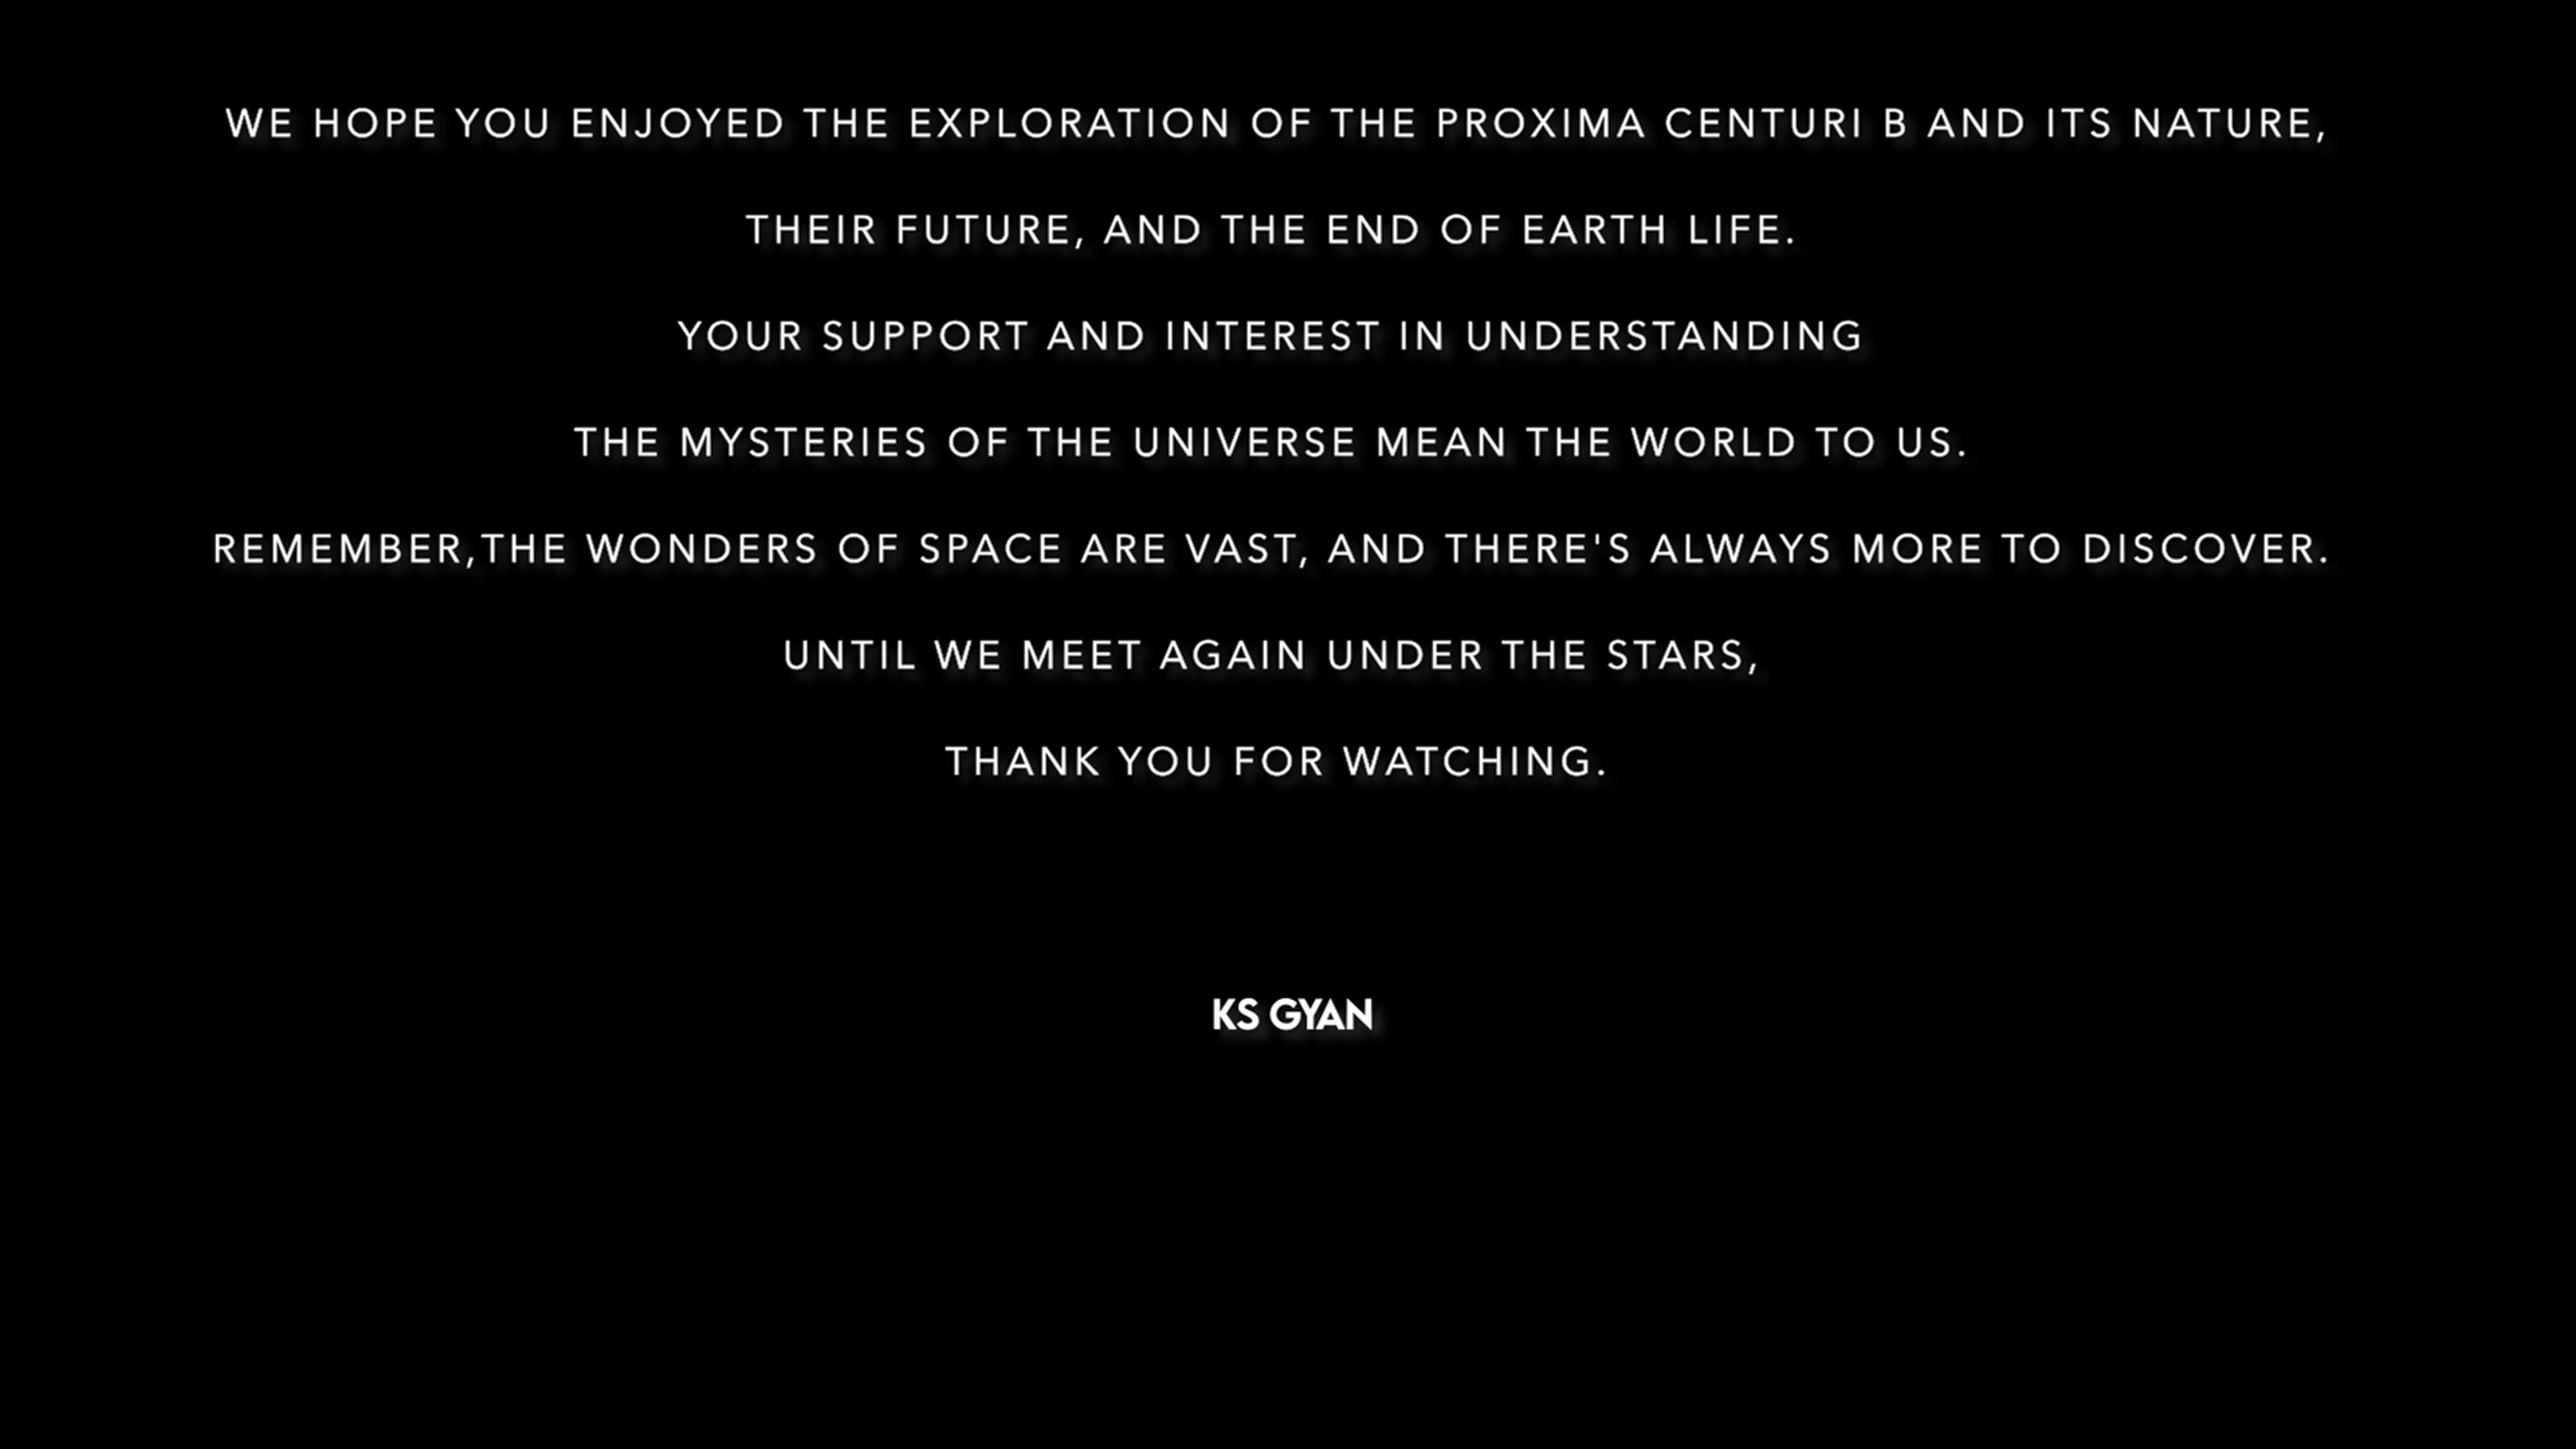 WE HOPE YOU ENJOYED THE EXPLORATION OF THE PROXIMA CENTURI B AND ITS NATURE,
THEIR FUTURE, AND THE END OF EARTH LIFE.
YOUR SUPPORT AND INTEREST IN UNDERSTANDING
THE MYSTERIES OF THE UNIVERSE MEAN THE WORLD TO US.
REMEMBER,THE WONDERS OF SPACE ARE VAST, AND THERE'S ALWAYS MORE TO DISCOVER.
UNTIL WE MEET AGAIN UNDER THE STARS,
THANK YOU FOR WATCHING.
KS GYAN